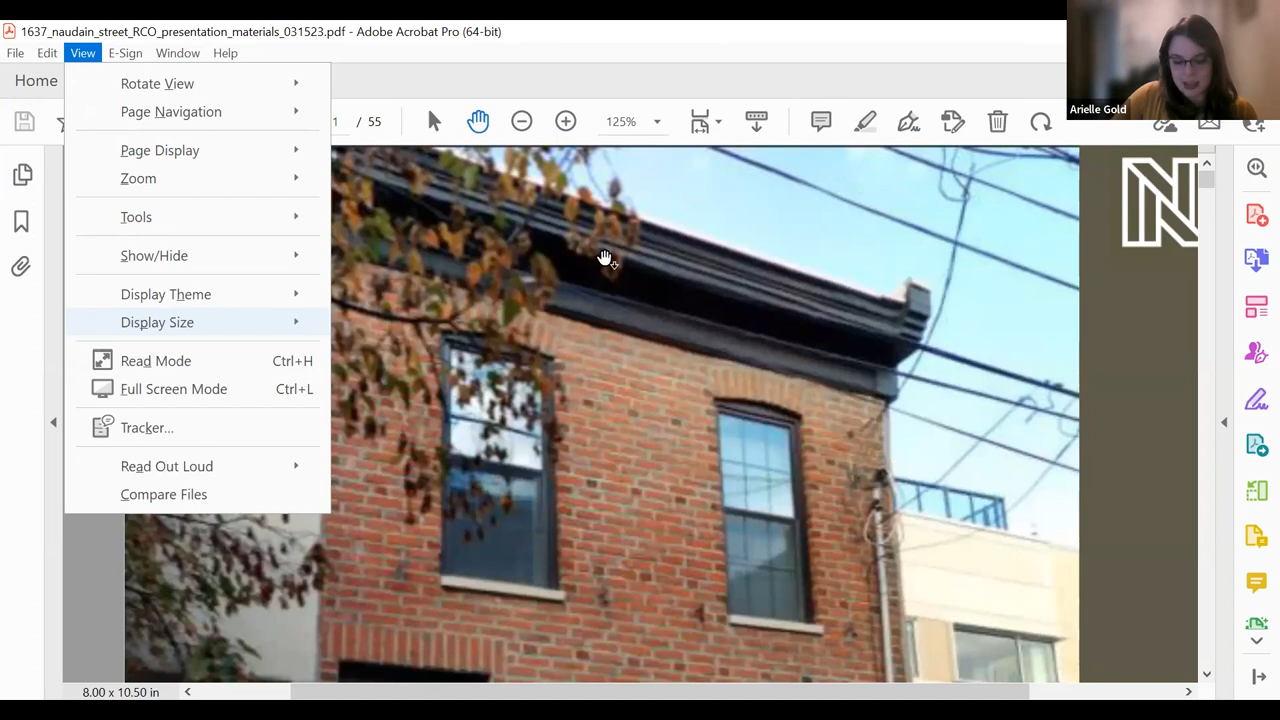 1637_naudain_street_RCO_presentation_materials_031523.pdf - Adobe Acrobat Pro (64-bit)
File Edit View E-Sign Window Help
Arielle Gold
Home
1 / 55 125%
Rotate View
Page Navigation
Page Display
Zoom
Tools
Show/Hide
Display Theme
Display Size
Read Mode Ctrl+H
Full Screen Mode Ctrl+L
Tracker...
Read Out Loud
Compare Files
N
8.00 x 10.50 in